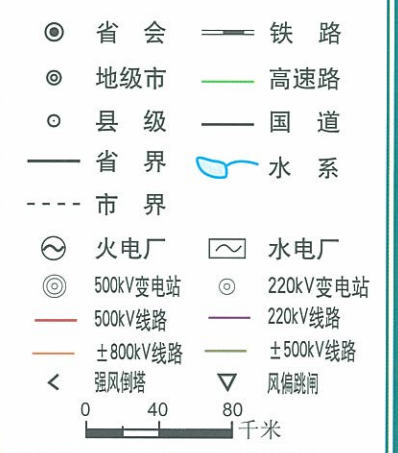 省 会 铁 路
地级市 高速路
县 级 国 道
省 界 水 系
市 界
火电厂 水电厂
500kV变电站 220kV变电站
500kV线路 220kV线路
±800kV线路 ±500kV线路
强风倒塔 风偏跳闸
0 40 80
千米